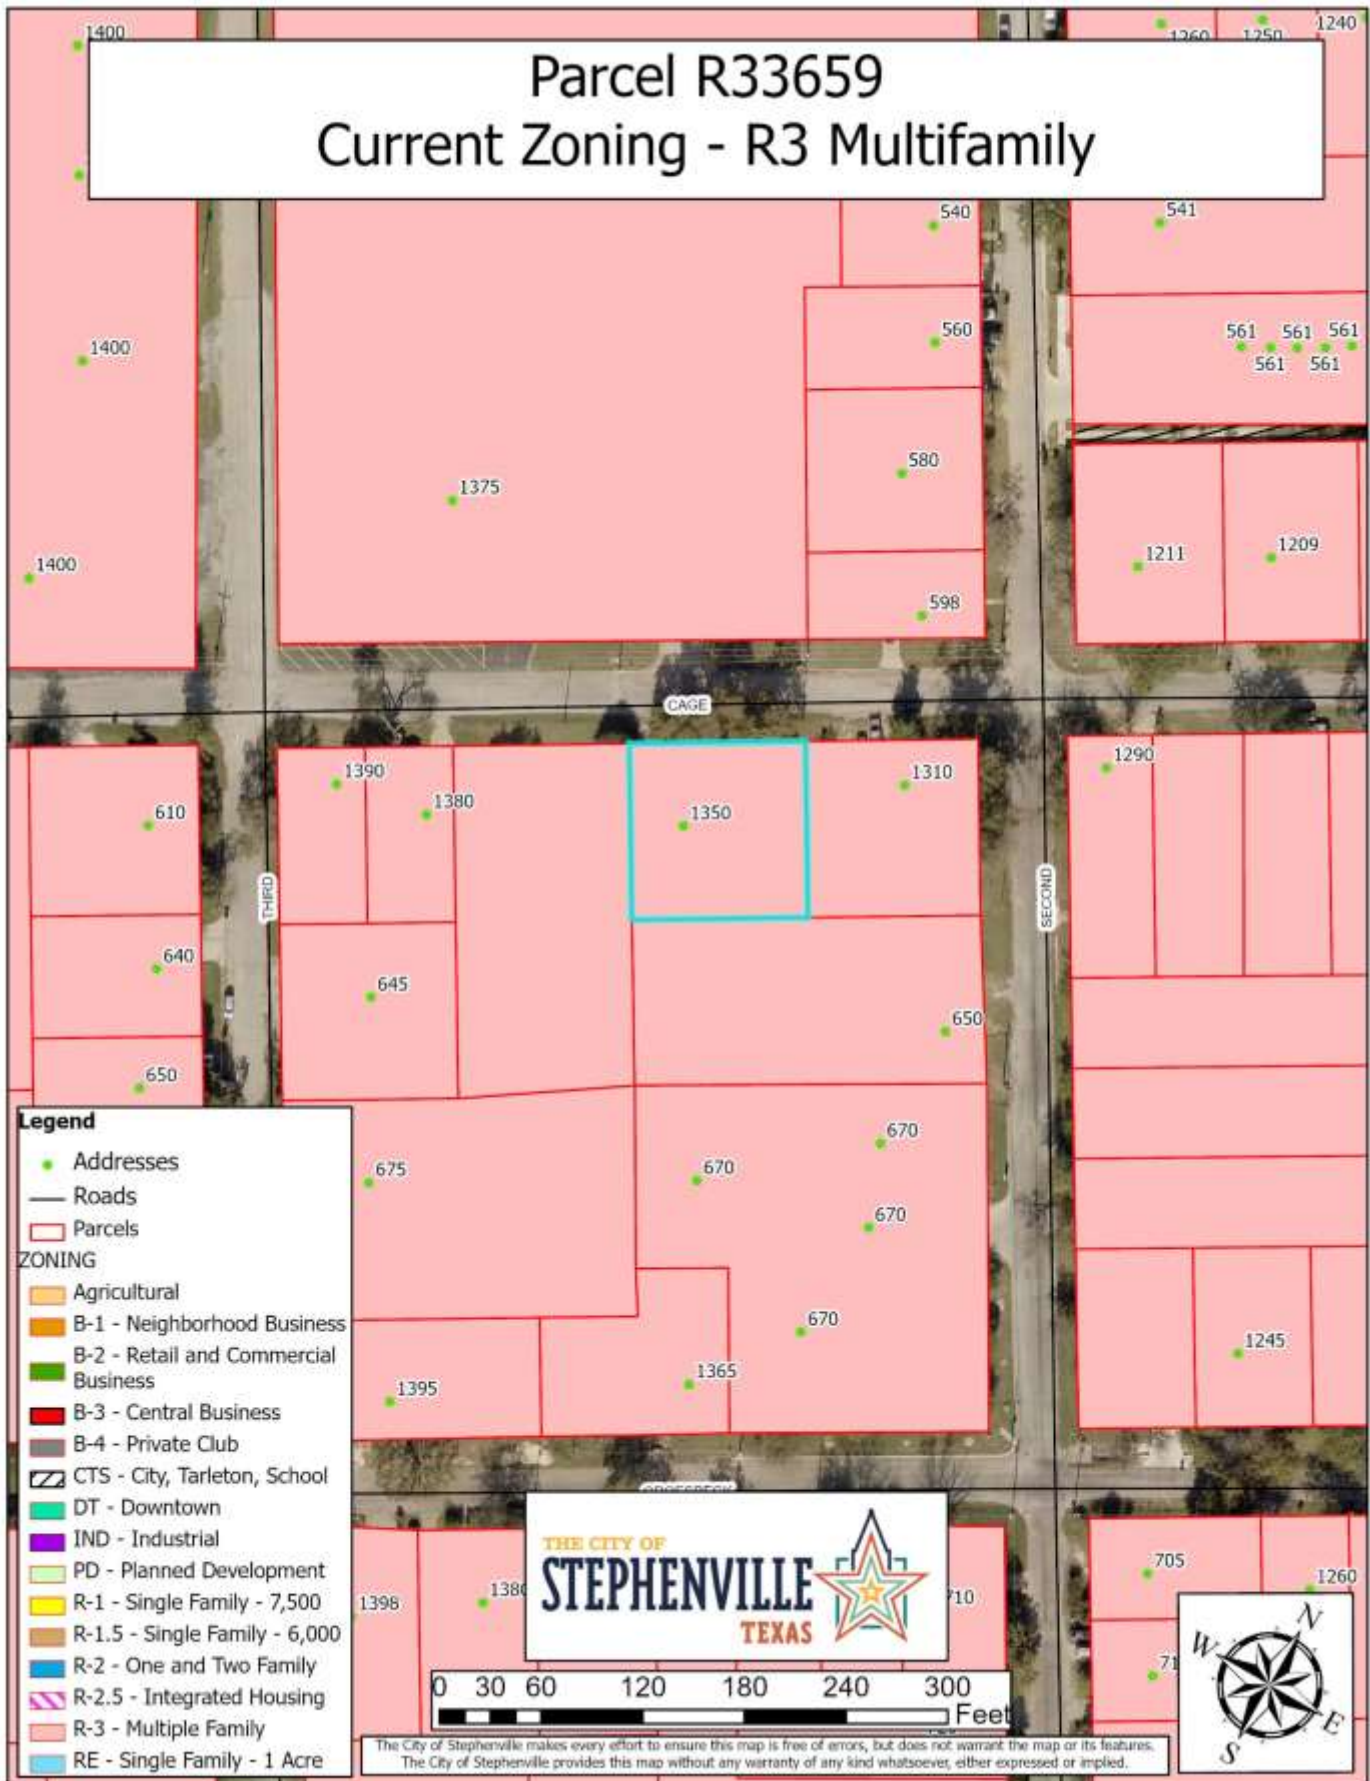 1400
1260
1250
1240
Parcel R33659
Current Zoning - R3 Multifamily
540
541
560
561
561
561
561
561
1400
580
1375
1211
1209
1400
598
CAGE
1390
1380
1350
1310
1290
610
THIRD
SECOND
640
645
650
650
670
675
670
670
670
1365
1395
1245
Legend
Addresses
Roads
Parcels
ZONING
Agricultural
B-1 - Neighborhood Business
B-2 - Retail and Commercial
Business
B-3 - Central Business
B-4 - Private Club
CTS - City, Tarleton, School
DT - Downtown
IND - Industrial
PD - Planned Development
R-1 - Single Family - 7,500
R-1.5 - Single Family - 6,000
R-2 - One and Two Family
R-2.5 - Integrated Housing
R-3 - Multiple Family
RE - Single Family - 1 Acre
THE CITY OF
STEPHENVILLE
TEXAS
1398
705
1260
0 30 60 120 180 240 300
Feet
N
W
E
S
The City of Stephenville makes every effort to ensure this map is free of errors, but does not warrant the map or its features.
The City of Stephenville provides this map without any warranty of any kind whatsoever, either expressed or implied.